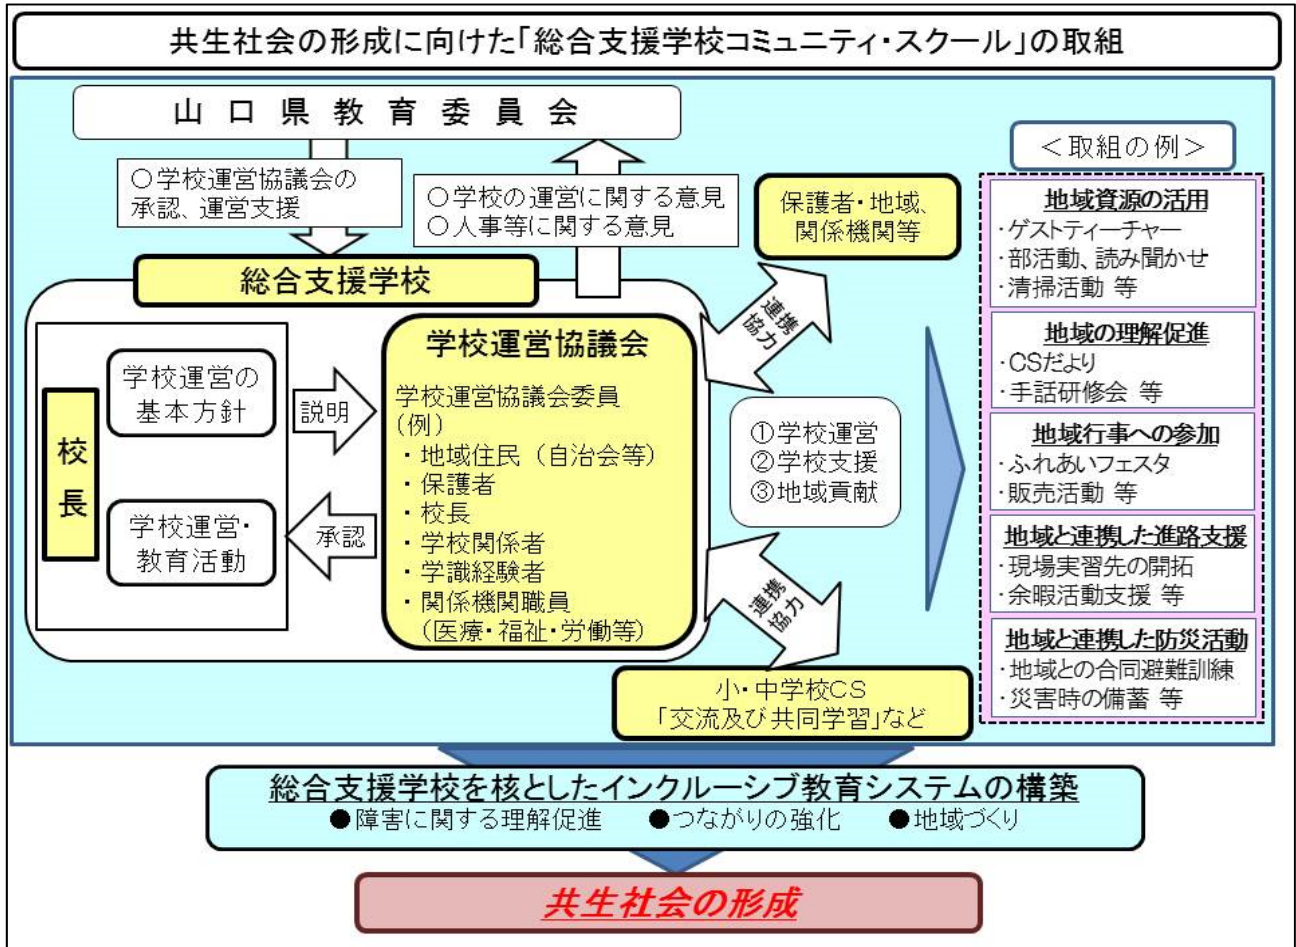 共生社会の形成に向けた「総合支援学校コミュニティ・スクール」の取組
山口県教育委員会
○学校運営協議会の
承認、運営支援
○学校の運営に関する意見
○人事等に関する意見
保護者・地域、
関係機関等
総合支援学校
校長
学校運営の
基本方針
説明
学校運営・
教育活動
承認
学校運営協議会
学校運営協議会委員
(例)
・地域住民（自治会等）
・保護者
・校長
・学校関係者
・学識経験者
・関係機関職員
（医療・福祉・労働等）
連携
協力
①学校運営
②学校支援
③地域貢献
連携
協力
小・中学校CS
「交流及び共同学習」など
＜取組の例＞
地域資源の活用
・ゲストティーチャー
・部活動、読み聞かせ
・清掃活動 等
地域の理解促進
・CSだより
・手話研修会 等
地域行事への参加
・ふれあいフェスタ
・販売活動 等
地域と連携した進路支援
・現場実習先の開拓
・余暇活動支援 等
地域と連携した防災活動
・地域との合同避難訓練
・災害時の備蓄 等
総合支援学校を核としたインクルーシブ教育システムの構築
●障害に関する理解促進 ●つながりの強化 ●地域づくり
共生社会の形成